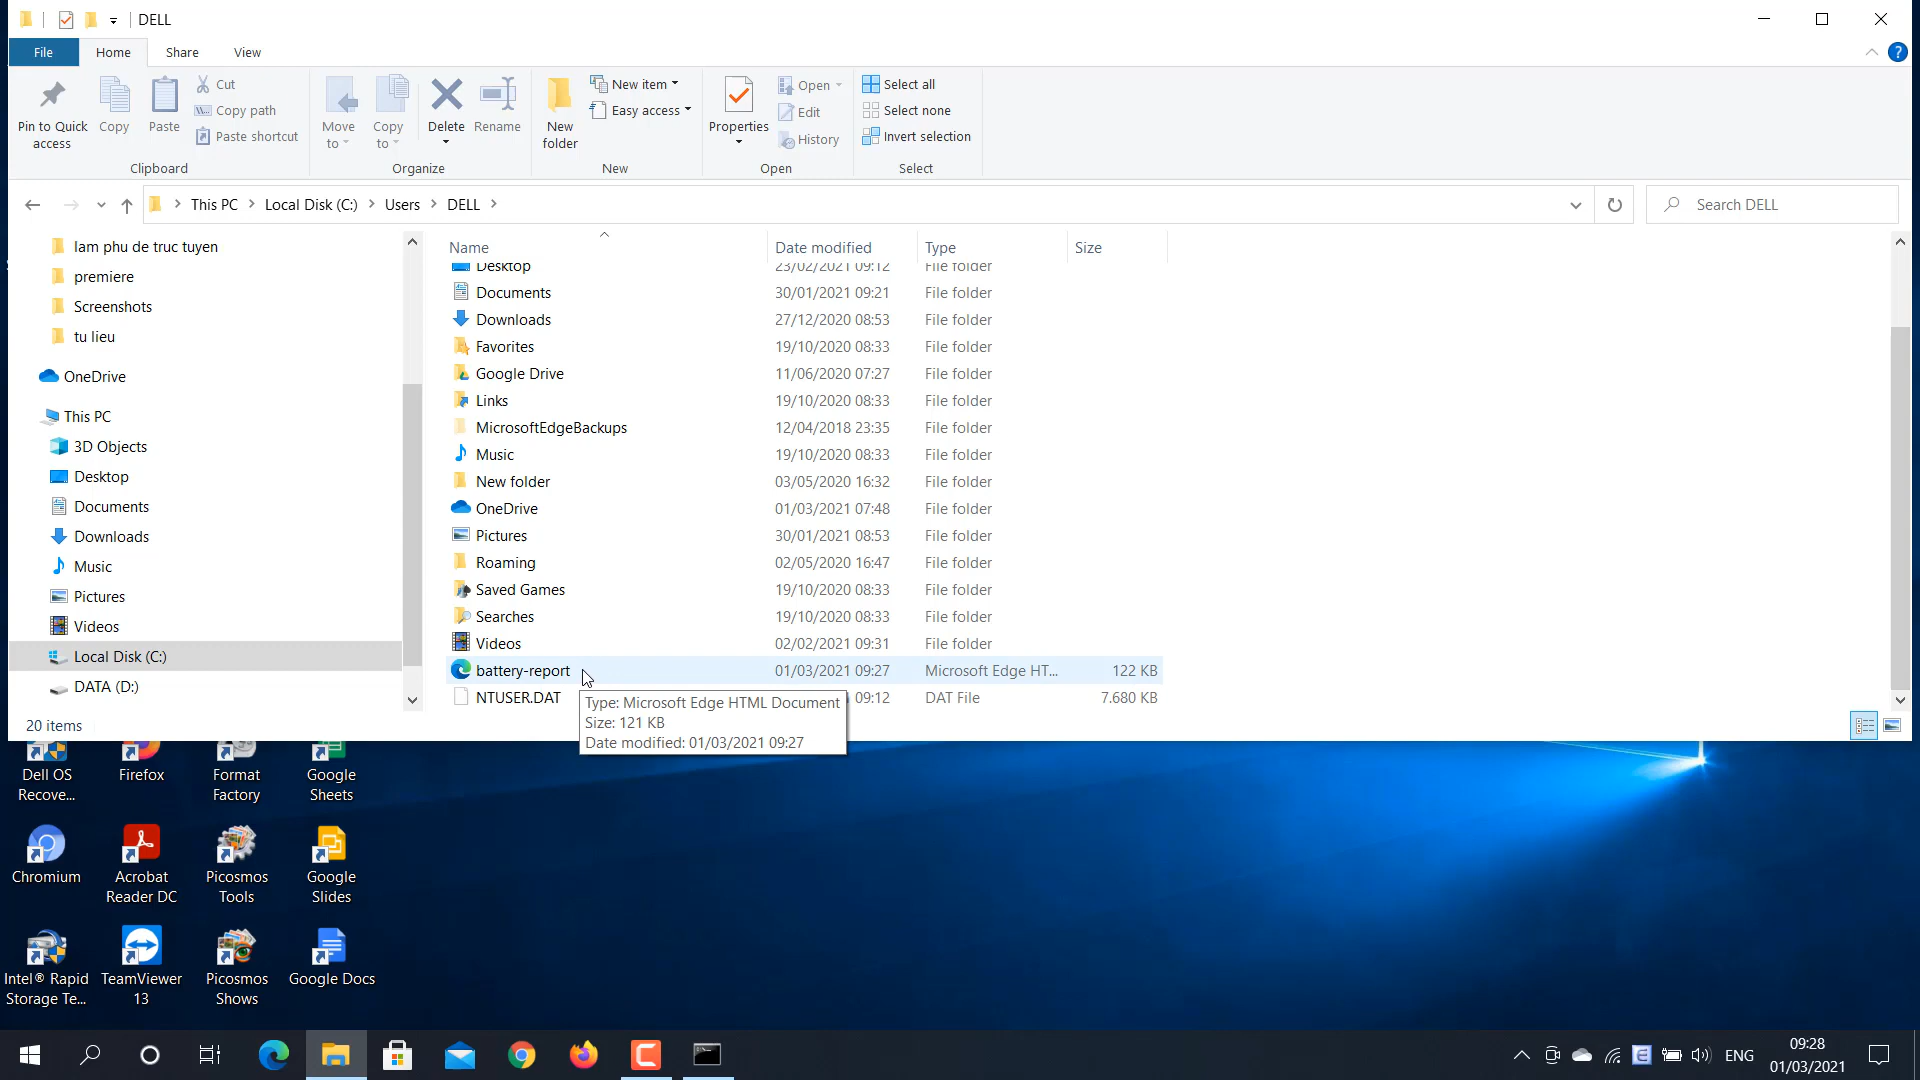 DELL
File
Home
Share
View
Pin to Quick
access
Copy
Paste
Cut
Copy path
Paste shortcut
Clipboard
Move
to
Copy
to
Delete
Rename
Organize
New
folder
New item
Easy access
New
Properties
Open
Edit
History
Open
Select all
Select none
Invert selection
Select
This PC
Local Disk (C:)
Users
DELL
Search DELL
lam phu de truc tuyen
premiere
Screenshots
tu lieu
OneDrive
This PC
3D Objects
Desktop
Documents
Downloads
Music
Pictures
Videos
Local Disk (C:)
DATA (D:)
Name Date modified Type Size
Desktop 23/02/2021 09:12 File folder
Documents 30/01/2021 09:21 File folder
Downloads 27/12/2020 08:53 File folder
Favorites 19/10/2020 08:33 File folder
Google Drive 11/06/2020 07:27 File folder
Links 19/10/2020 08:33 File folder
MicrosoftEdgeBackups 12/04/2018 23:35 File folder
Music 19/10/2020 08:33 File folder
New folder 03/05/2020 16:32 File folder
OneDrive 01/03/2021 07:48 File folder
Pictures 30/01/2021 08:53 File folder
Roaming 02/05/2020 16:47 File folder
Saved Games 19/10/2020 08:33 File folder
Searches 19/10/2020 08:33 File folder
Videos 02/02/2021 09:31 File folder
battery-report 01/03/2021 09:27 Microsoft Edge HT... 122 KB
NTUSER.DAT 09:12 DAT File 7.680 KB
Type: Microsoft Edge HTML Document
Size: 121 KB
Date modified: 01/03/2021 09:27
20 items
Dell OS
Recove...
Firefox
Format
Factory
Google
Sheets
Chromium
Acrobat
Reader DC
Picosmos
Tools
Google
Slides
Intel® Rapid
Storage Te...
TeamViewer
13
Picosmos
Shows
Google Docs
ENG
09:28
01/03/2021